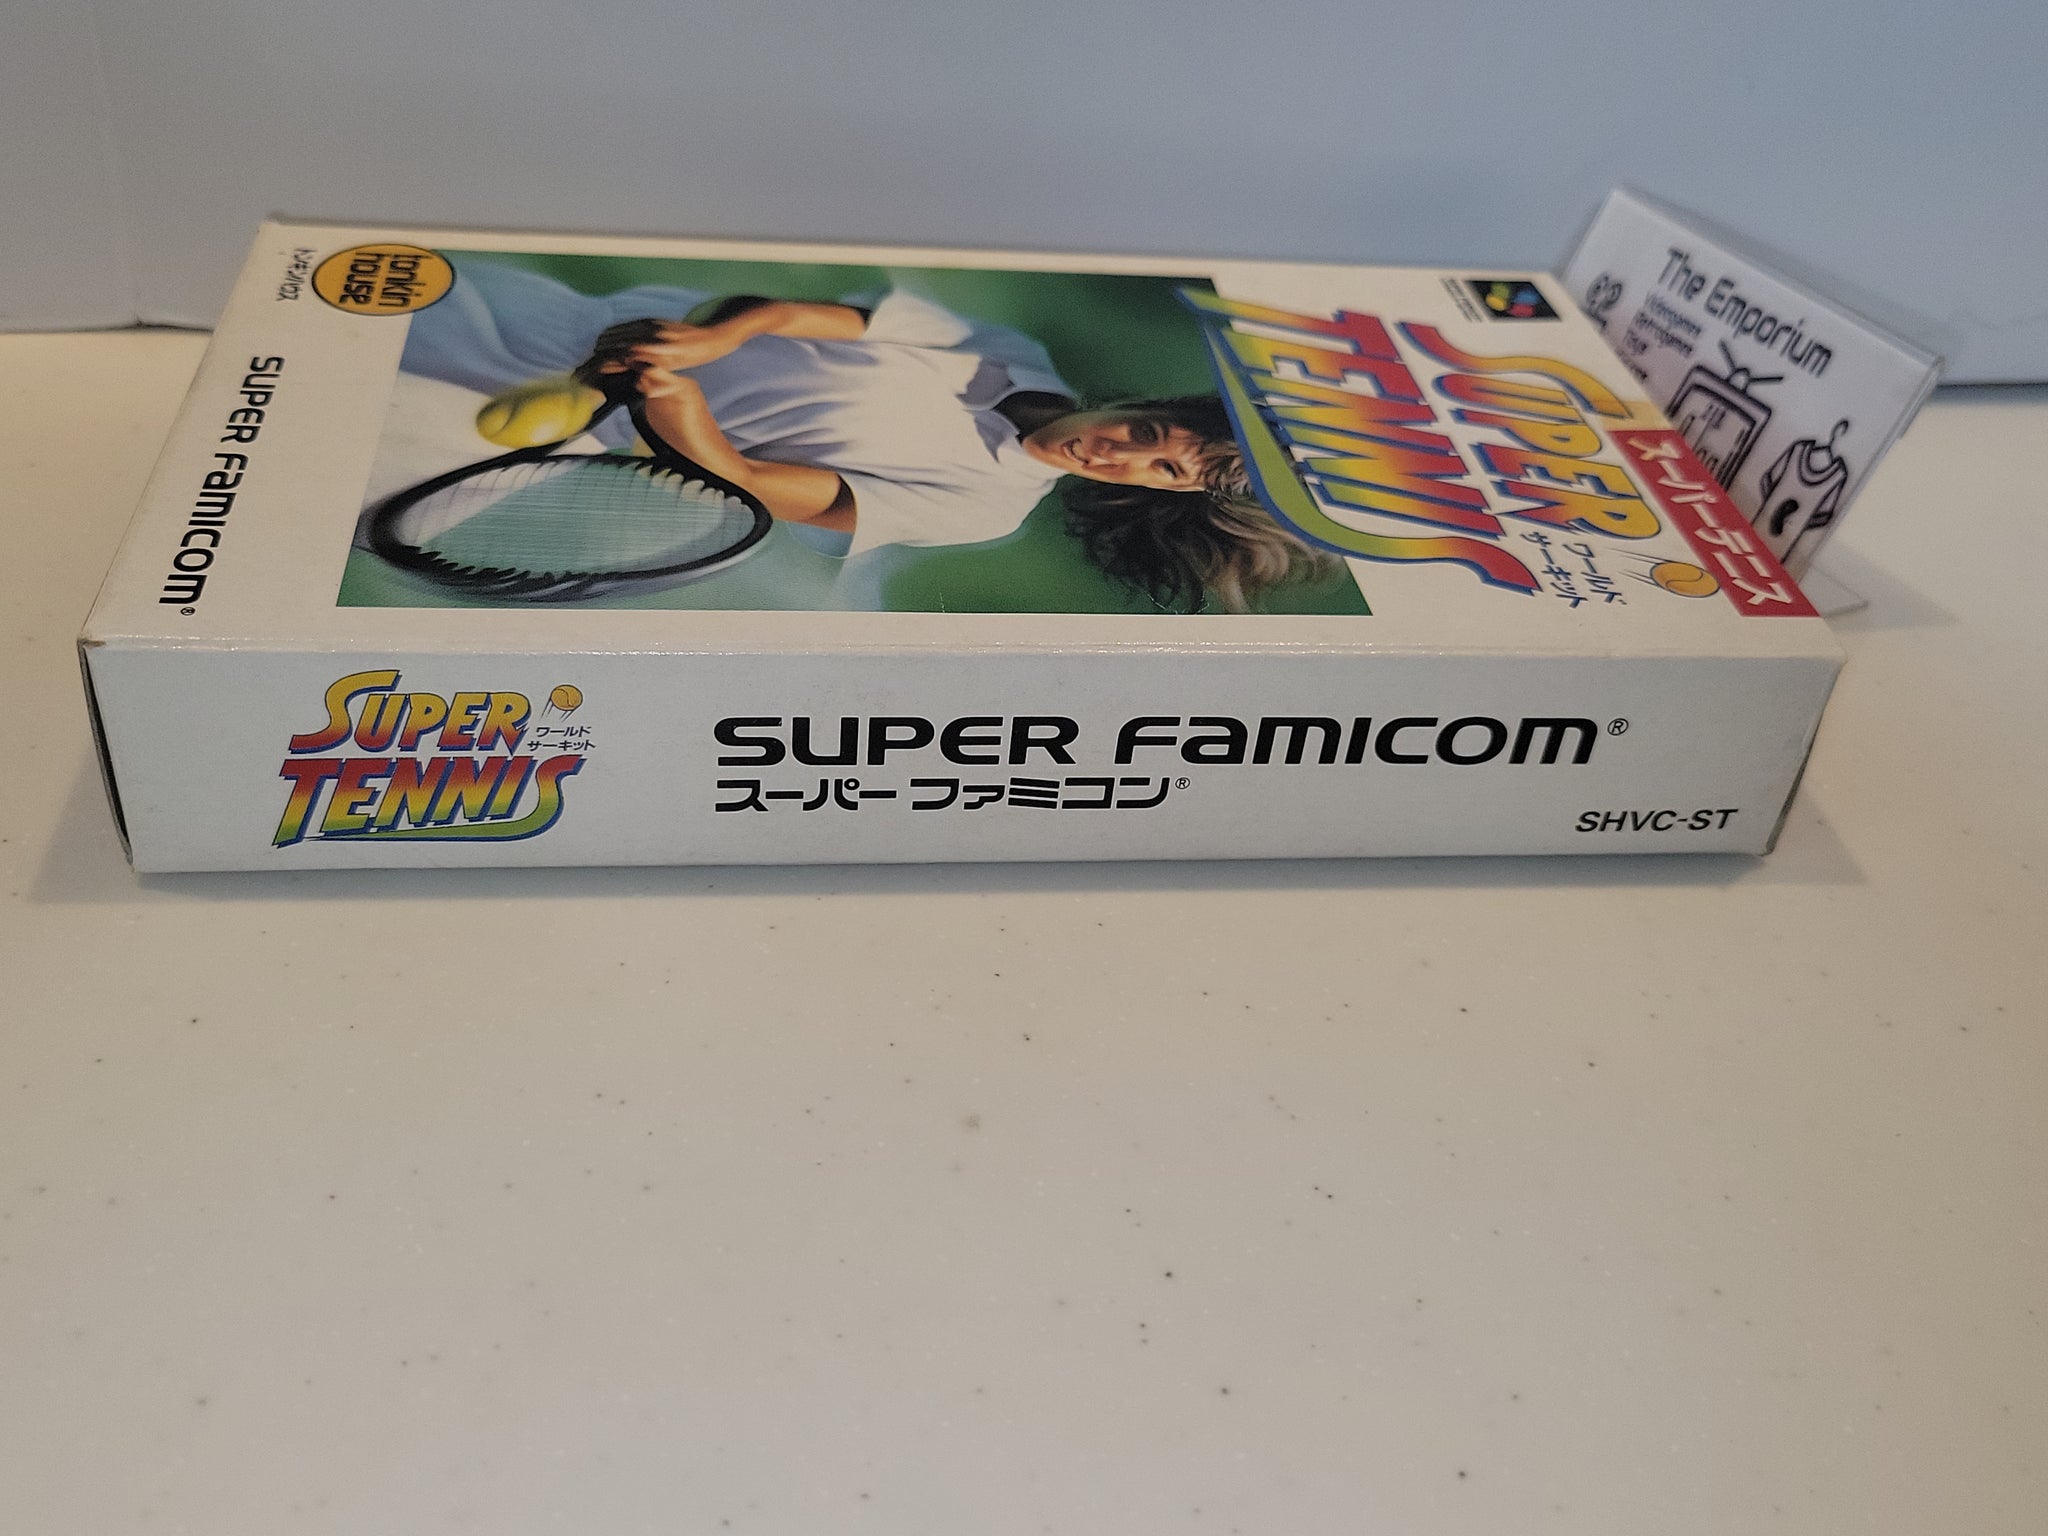 The Emporium
Videogames
スーパーテニス
SUPER
TENNIS
ワールド
サーキット
tonkin
house
トンキンハウス
SUPER FAMICOM®
SUPER
TENNIS
ワールド
サーキット
SUPER FAMICOM®
スーパーファミコン®
SHVC-ST